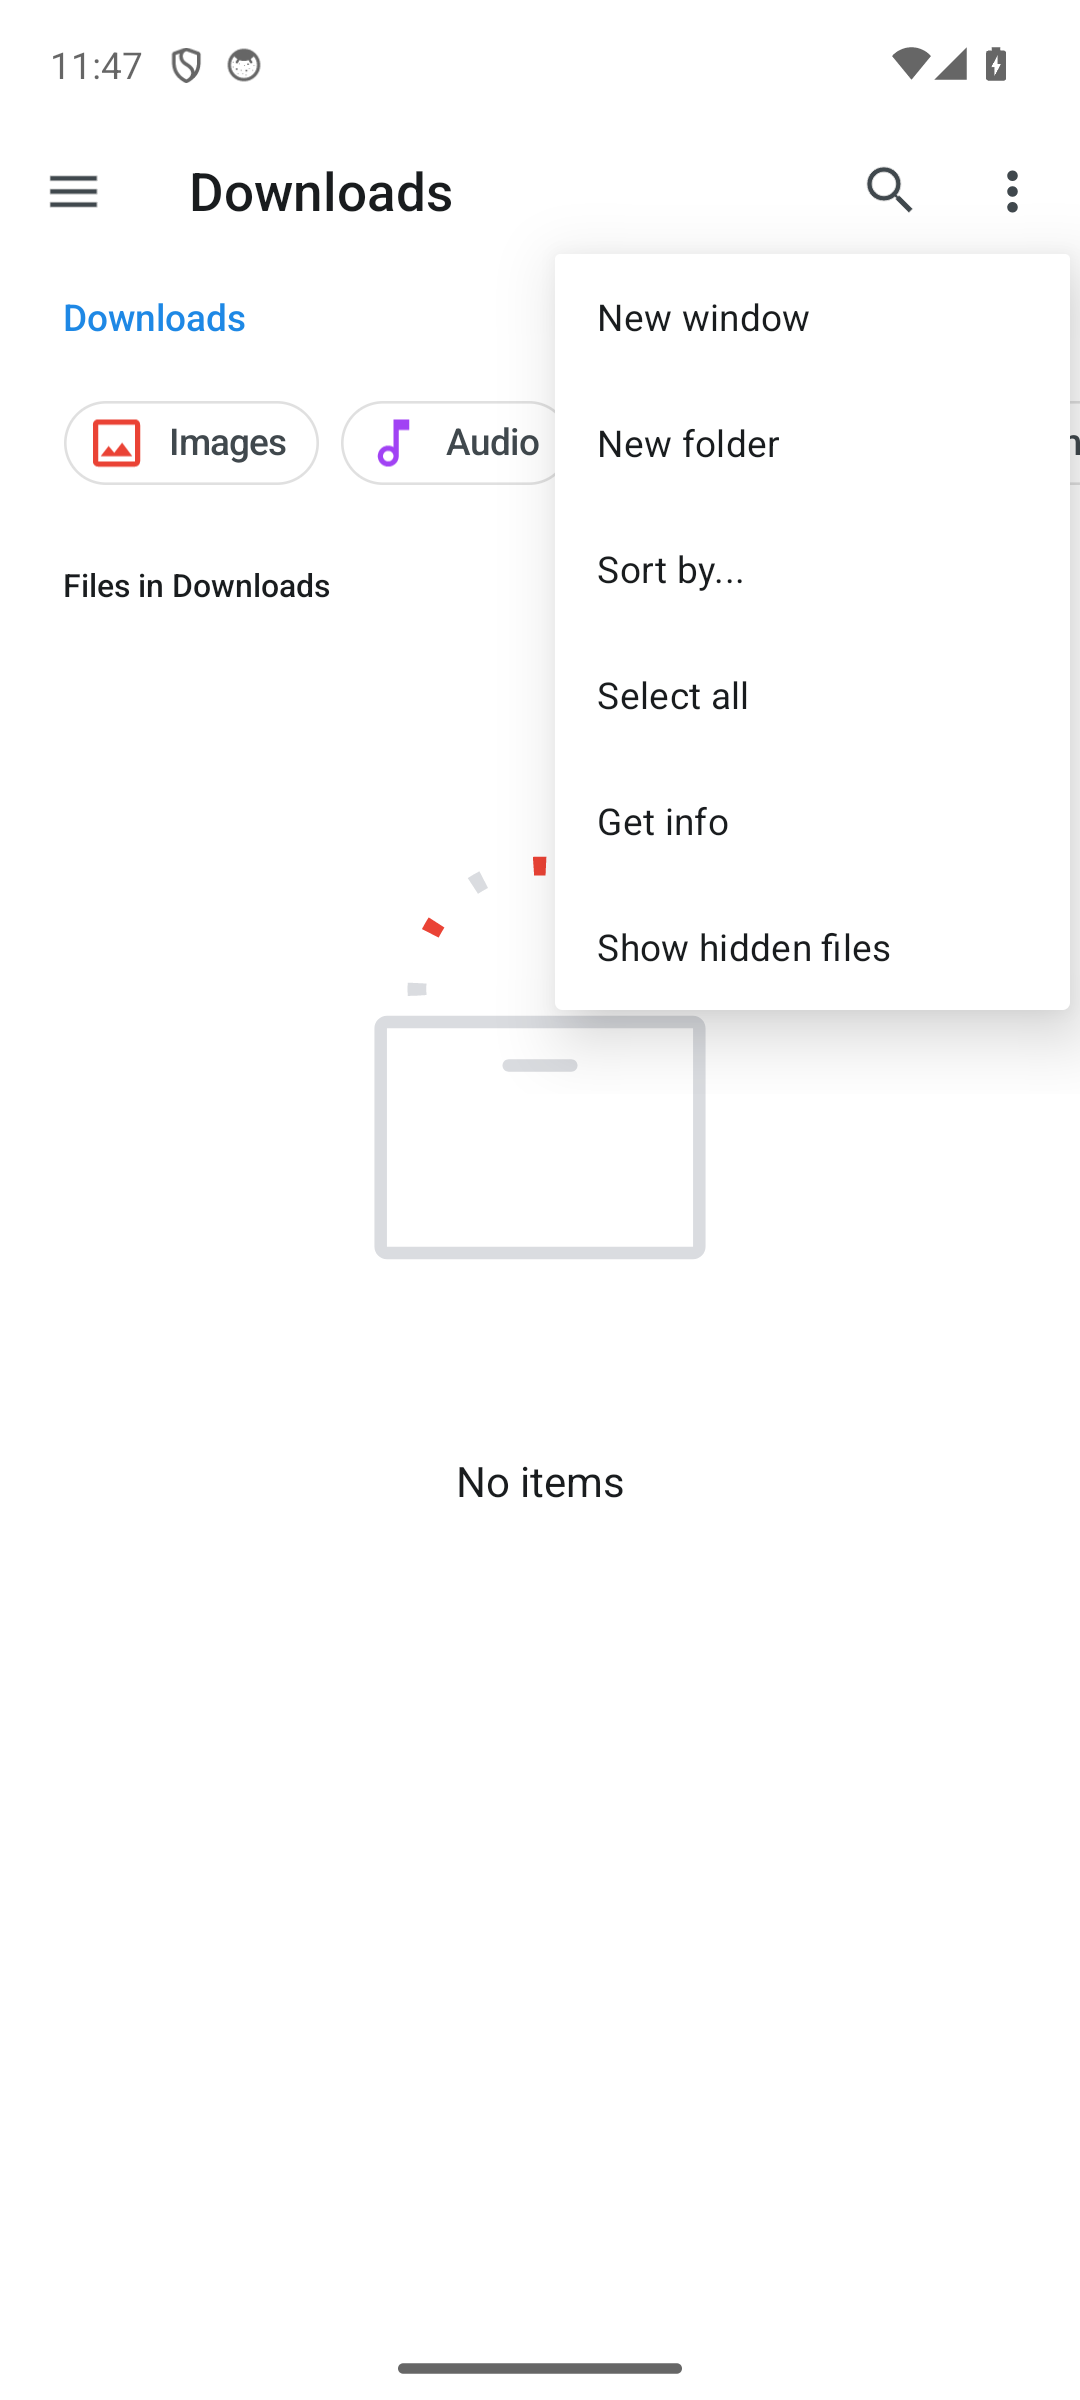 11:47
Downloads
Downloads
New window
Images
Audio
New folder
Files in Downloads
Sort by...
Select all
Get info
Show hidden files
No items